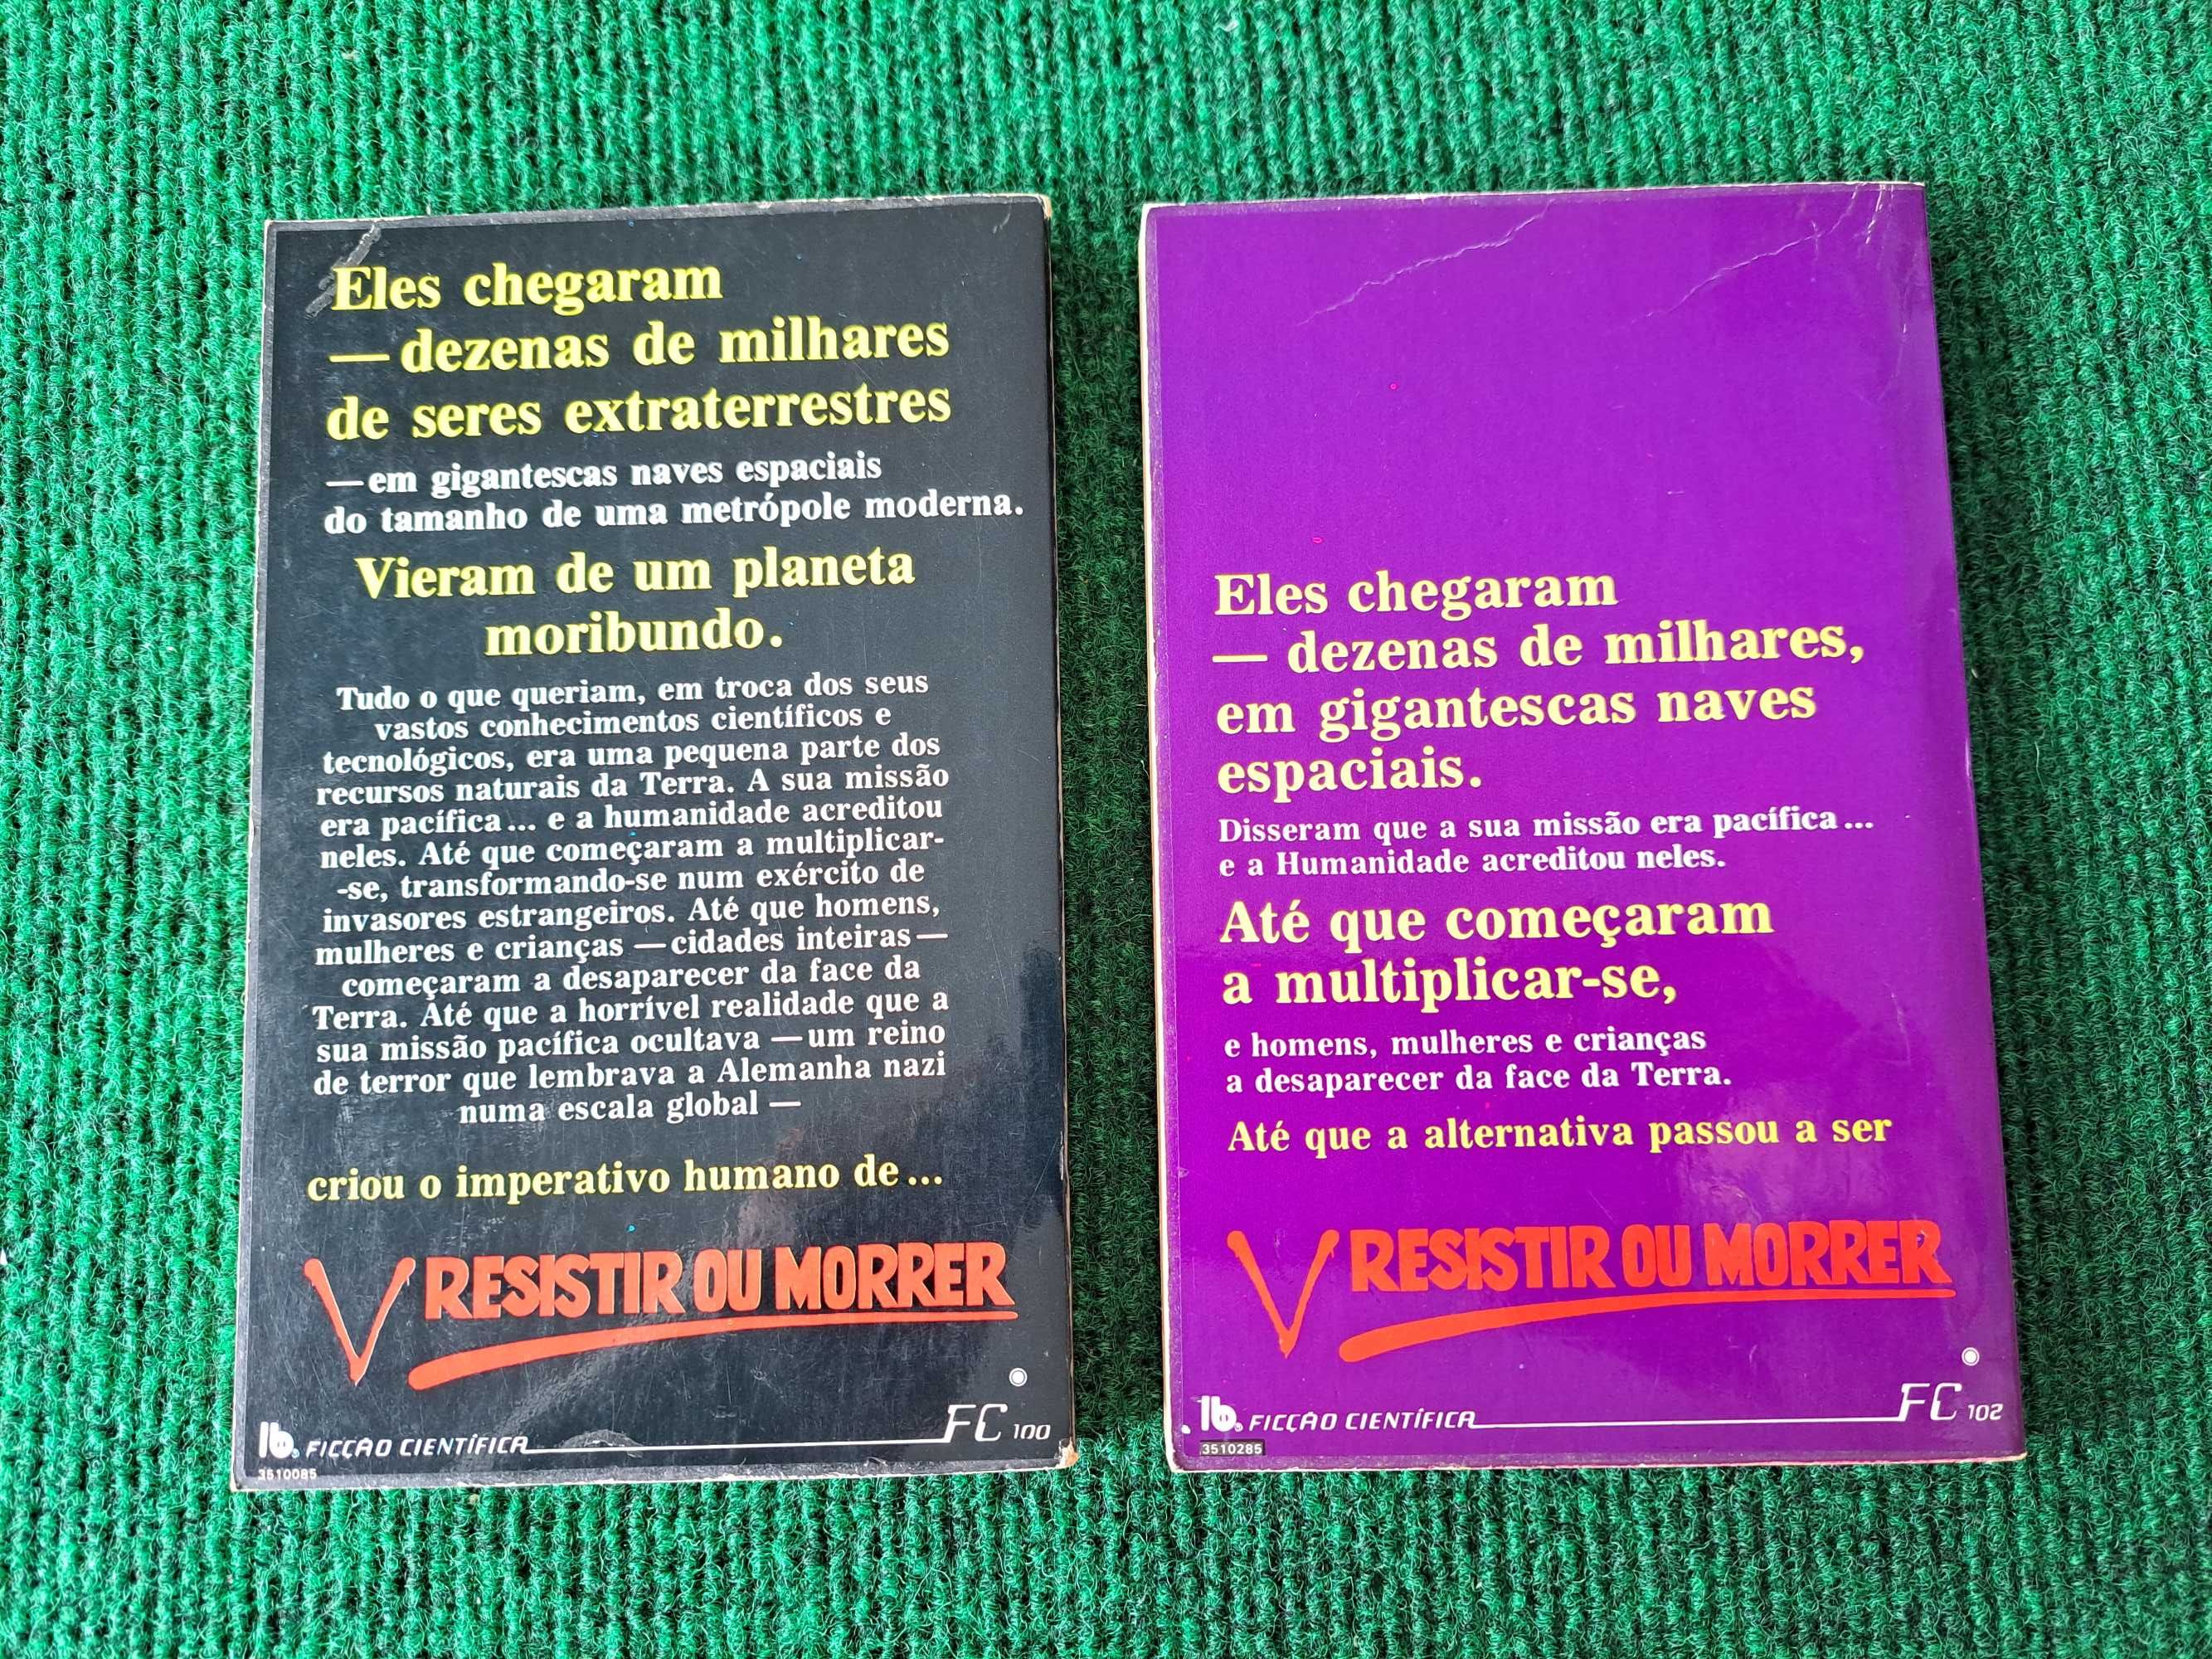 Eles chegaram
— dezenas de milhares
de seres extraterrestres
— em gigantescas naves espaciais
do tamanho de uma metrópole moderna.
Vieram de um planeta
moribundo.
Tudo o que queriam, em troca dos seus
vastos conhecimentos científicos e
tecnológicos, era uma pequena parte dos
recursos naturais da Terra. A sua missão
era pacífica... e a humanidade acreditou
neles. Até que começaram a multiplicar-
-se, transformando-se num exército de
invasores estrangeiros. Até que homens,
mulheres e crianças — cidades inteiras —
começaram a desaparecer da face da
Terra. Até que a horrível realidade que a
sua missão pacífica ocultava — um reino
de terror que lembrava a Alemanha nazi
numa escala global —
criou o imperativo humano de...
V RESISTIR OU MORRER
lb. FICÇÃO CIENTÍFICA FC 100
3510085
Eles chegaram
— dezenas de milhares,
em gigantescas naves
espaciais.
Disseram que a sua missão era pacífica...
e a Humanidade acreditou neles.
Até que começaram
a multiplicar-se,
e homens, mulheres e crianças
a desaparecer da face da Terra.
Até que a alternativa passou a ser
V RESISTIR OU MORRER
lb. FICÇÃO CIENTÍFICA FC 102
3510285